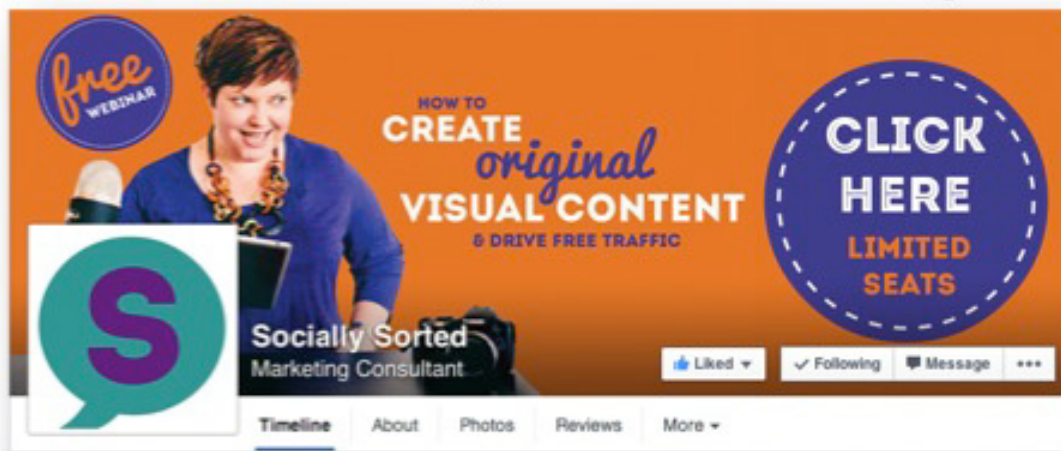 free
WEBINAR
HOW TO
CREATE
original
VISUAL CONTENT
& DRIVE FREE TRAFFIC
CLICK
HERE
LIMITED
SEATS
S
Socially Sorted
Marketing Consultant
Liked
Following
Message
Timeline About Photos Reviews More